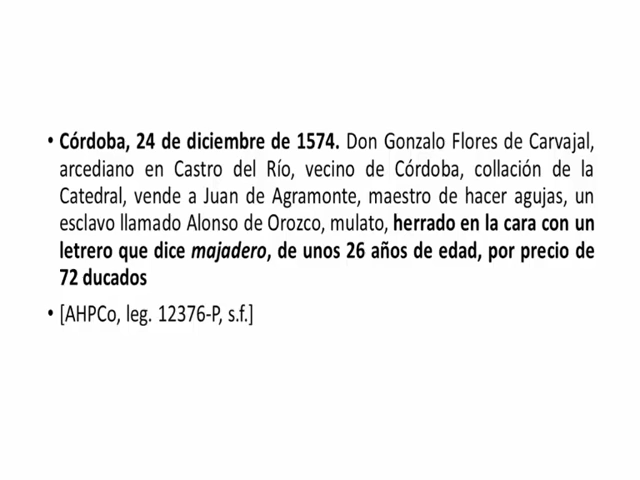 • Córdoba, 24 de diciembre de 1574. Don Gonzalo Flores de Carvajal,
arcediano en Castro del Río, vecino de Córdoba, collación de la
Catedral, vende a Juan de Agramonte, maestro de hacer agujas, un
esclavo llamado Alonso de Orozco, mulato, herrado en la cara con un
letrero que dice majadero, de unos 26 años de edad, por precio de
72 ducados
• [AHPCo, leg. 12376-P, s.f.]